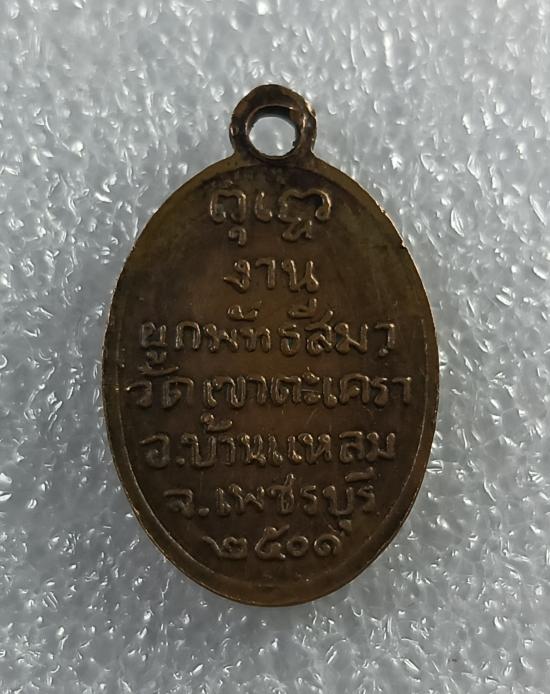 งาน
ผูกพัทธสีมา
วัดเขาตะเครา
อ.บ้านแหลม
จ.เพชรบุรี
๒๕๐๑